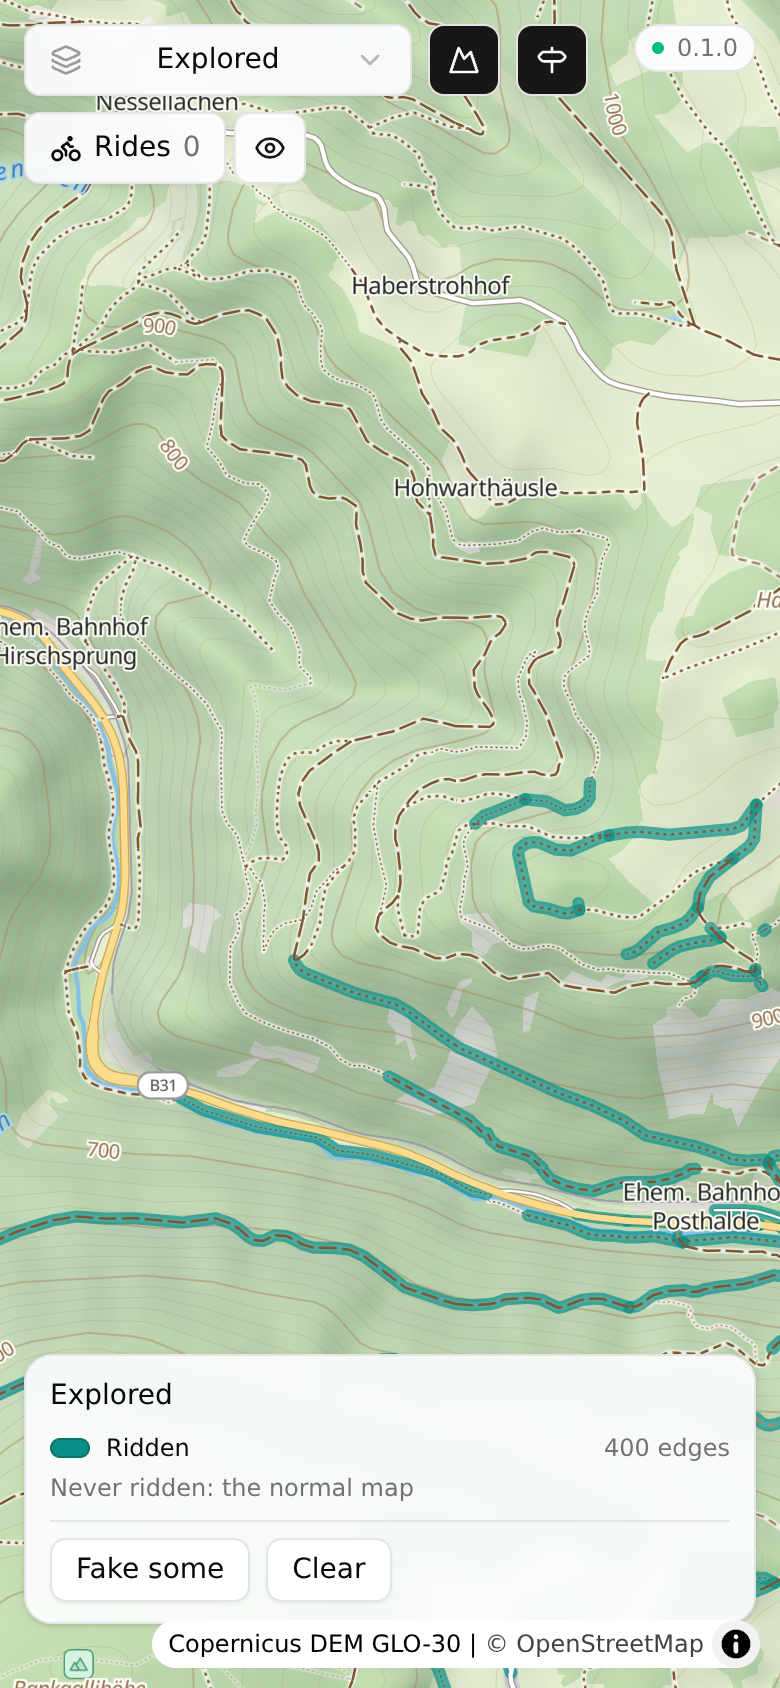 Explored
0.1.0
Nessellachen
1000
Rides 0
Haberstrohhof
900
800
Hohwarthäusle
hem. Bahnhof
Hirschsprung
900
B31
700
Ehem. Bahnho
Posthalde
Explored
Ridden
400 edges
Never ridden: the normal map
Fake some
Clear
Copernicus DEM GLO-30 | © OpenStreetMap